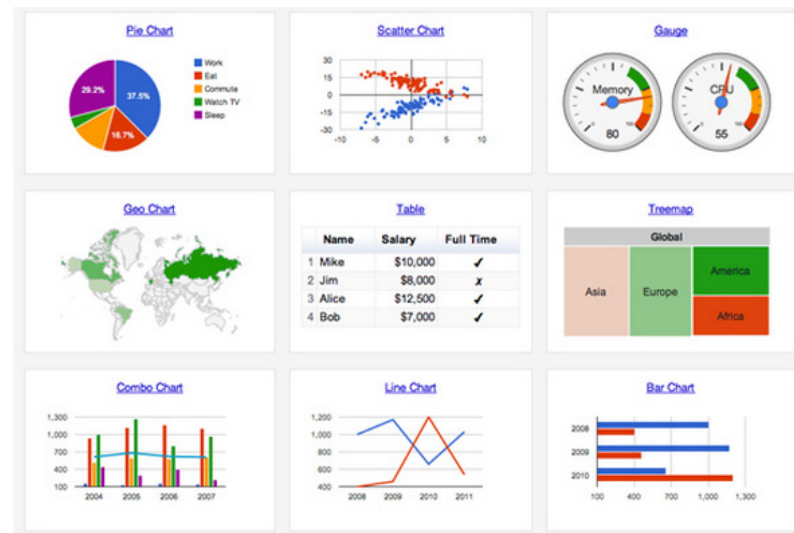 Pie Chart
Work
Eat
Commute
Watch TV
Sleep
29.2%
37.5%
16.7%
Scatter Chart
30
15
0
-15
-30
-10 -5 0 5 10
Gauge
Memory
0 100
80
CPU
0 100
55
Geo Chart
Table
Name Salary Full Time
1 Mike $10,000 ✔
2 Jim $8,000 ✗
3 Alice $12,500 ✔
4 Bob $7,000 ✔
Treemap
Global
Asia
Europe
America
Africa
Combo Chart
1,300
1,000
700
400
100
2004 2005 2006 2007
Line Chart
1,200
1,000
800
600
400
2008 2009 2010 2011
Bar Chart
2008
2009
2010
100 400 700 1,000 1,300